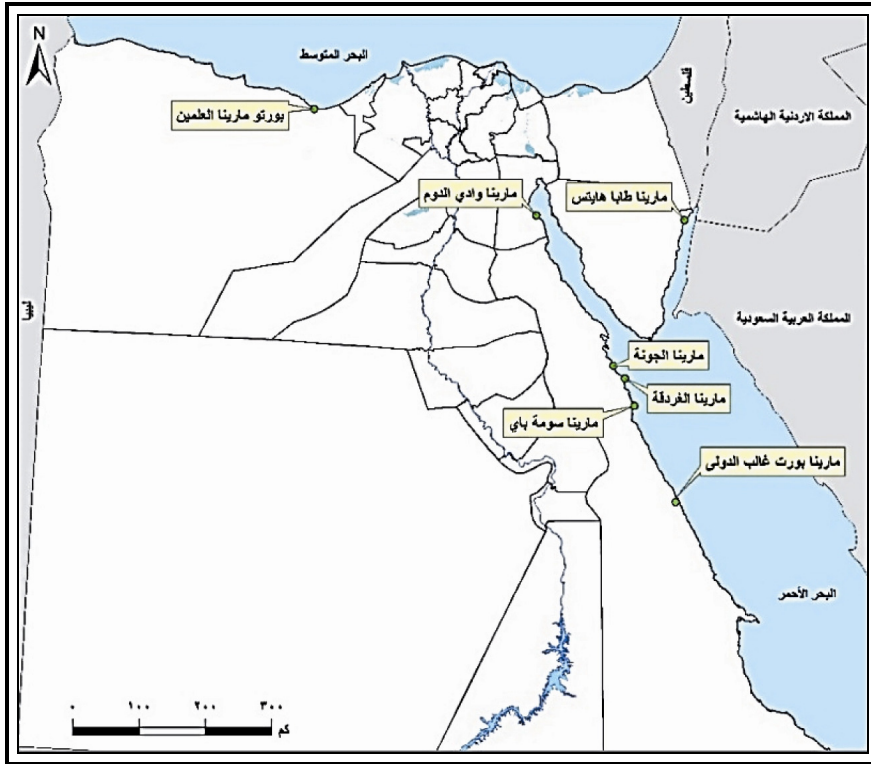 N
البحر المتوسط
فلسطين
المملكة الاردنية الهاشمية
بورتو مارينا العلمين
مارينا وادي الدوم
مارينا طابا هايتس
ليبيا
المملكة العربية السعودية
مارينا الجونة
مارينا الغردقة
مارينا سومة باي
مارينا بورت غالب الدولى
البحر الأحمر
٠ ١٠٠ ٢٠٠ ٣٠٠
كم